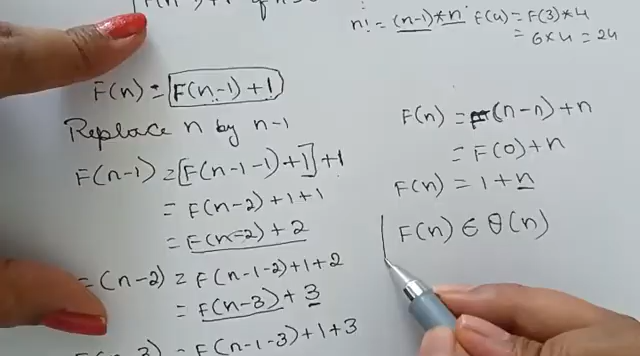 n! = (n-1)*n F(4) = F(3)*4
= 6*4 = 24
F(n) = F(n-1)+1
Replace n by n-1
F(n-1) = [F(n-1-1)+1]+1
= F(n-2)+1+1
= F(n-2)+2
(n-2) = F(n-1-2)+1+2
= F(n-3)+3
= F(n-1-3)+1+3
F(n) = F(n-n)+n
= F(0)+n
F(n) = 1+n
F(n) ∈ θ(n)